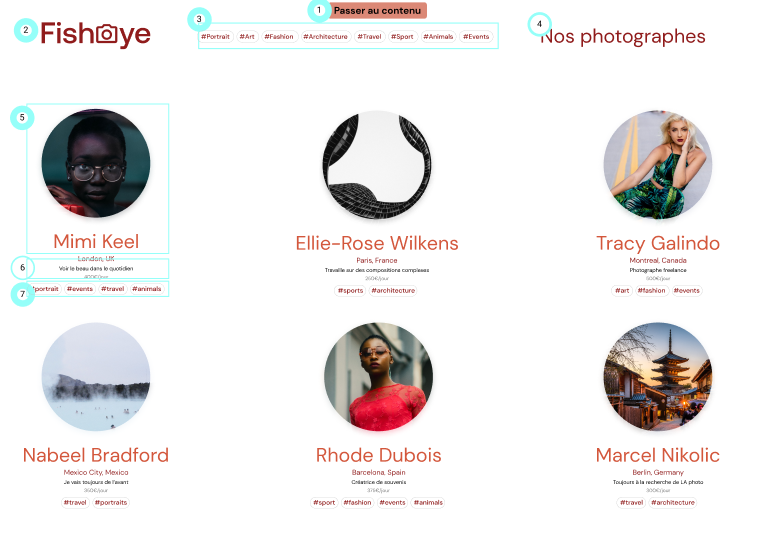 1 Passer au contenu
2 Fisheye
3
#Portrait #Art #Fashion #Architecture #Travel #Sport #Animals #Events
4 Nos photographes
5
Mimi Keel
London, UK
6 Voir le beau dans le quotidien
400€/jour
7 #portrait #events #travel #animals
Ellie-Rose Wilkens
Paris, France
Travaille sur des compositions complexes
250€/jour
#sports #architecture
Tracy Galindo
Montreal, Canada
Photographe freelance
500€/jour
#art #fashion #events
Nabeel Bradford
Mexico City, Mexico
Je vais toujours de l'avant
350€/jour
#travel #portraits
Rhode Dubois
Barcelona, Spain
Créatrice de souvenirs
275€/jour
#sport #fashion #events #animals
Marcel Nikolic
Berlin, Germany
Toujours à la recherche de LA photo
300€/jour
#travel #architecture